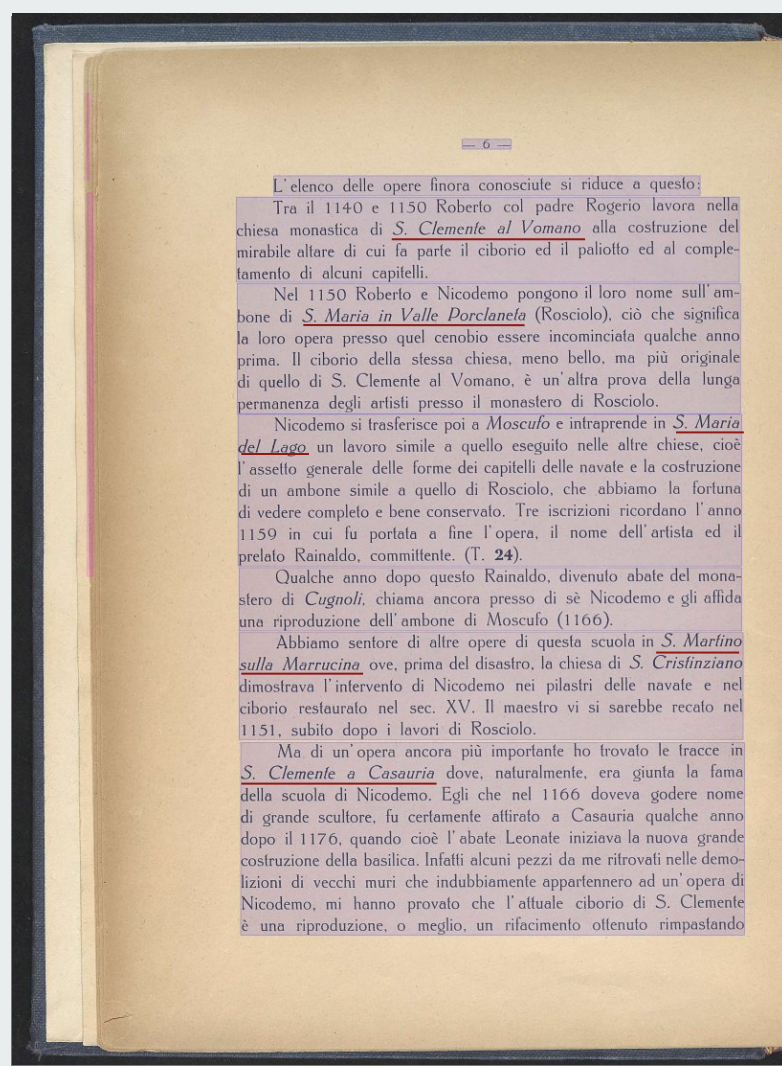 — 6 —
L'elenco delle opere finora conosciute si riduce a questo:
Tra il 1140 e 1150 Roberto col padre Rogerio lavora nella
chiesa monastica di S. Clemente al Vomano alla costruzione del
mirabile altare di cui fa parte il ciborio ed il paliotto ed al comple-
tamento di alcuni capitelli.
Nel 1150 Roberto e Nicodemo pongono il loro nome sull'am-
bone di S. Maria in Valle Porclaneta (Rosciolo), ciò che significa
la loro opera presso quel cenobio essere incominciata qualche anno
prima. Il ciborio della stessa chiesa, meno bello, ma più originale
di quello di S. Clemente al Vomano, è un'altra prova della lunga
permanenza degli artisti presso il monastero di Rosciolo.
Nicodemo si trasferisce poi a Moscufo e intraprende in S. Maria
del Lago un lavoro simile a quello eseguito nelle altre chiese, cioè
l'assetto generale delle forme dei capitelli delle navate e la costruzione
di un ambone simile a quello di Rosciolo, che abbiamo la fortuna
di vedere completo e bene conservato. Tre iscrizioni ricordano l'anno
1159 in cui fu portata a fine l'opera, il nome dell'artista ed il
prelato Rainaldo, committente. (T. 24).
Qualche anno dopo questo Rainaldo, divenuto abate del mona-
stero di Cugnoli, chiama ancora presso di sè Nicodemo e gli affida
una riproduzione dell'ambone di Moscufo (1166).
Abbiamo sentore di altre opere di questa scuola in S. Martino
sulla Marrucina ove, prima del disastro, la chiesa di S. Cristinziano
dimostrava l'intervento di Nicodemo nei pilastri delle navate e nel
ciborio restaurato nel sec. XV. Il maestro vi si sarebbe recato nel
1151, subito dopo i lavori di Rosciolo.
Ma di un'opera ancora più importante ho trovato le tracce in
S. Clemente a Casauria dove, naturalmente, era giunta la fama
della scuola di Nicodemo. Egli che nel 1166 doveva godere nome
di grande scultore, fu certamente attirato a Casauria qualche anno
dopo il 1176, quando cioè l'abate Leonate iniziava la nuova grande
costruzione della basilica. Infatti alcuni pezzi da me ritrovati nelle demo-
lizioni di vecchi muri che indubbiamente appartennero ad un'opera di
Nicodemo, mi hanno provato che l'attuale ciborio di S. Clemente
è una riproduzione, o meglio, un rifacimento ottenuto rimpastando